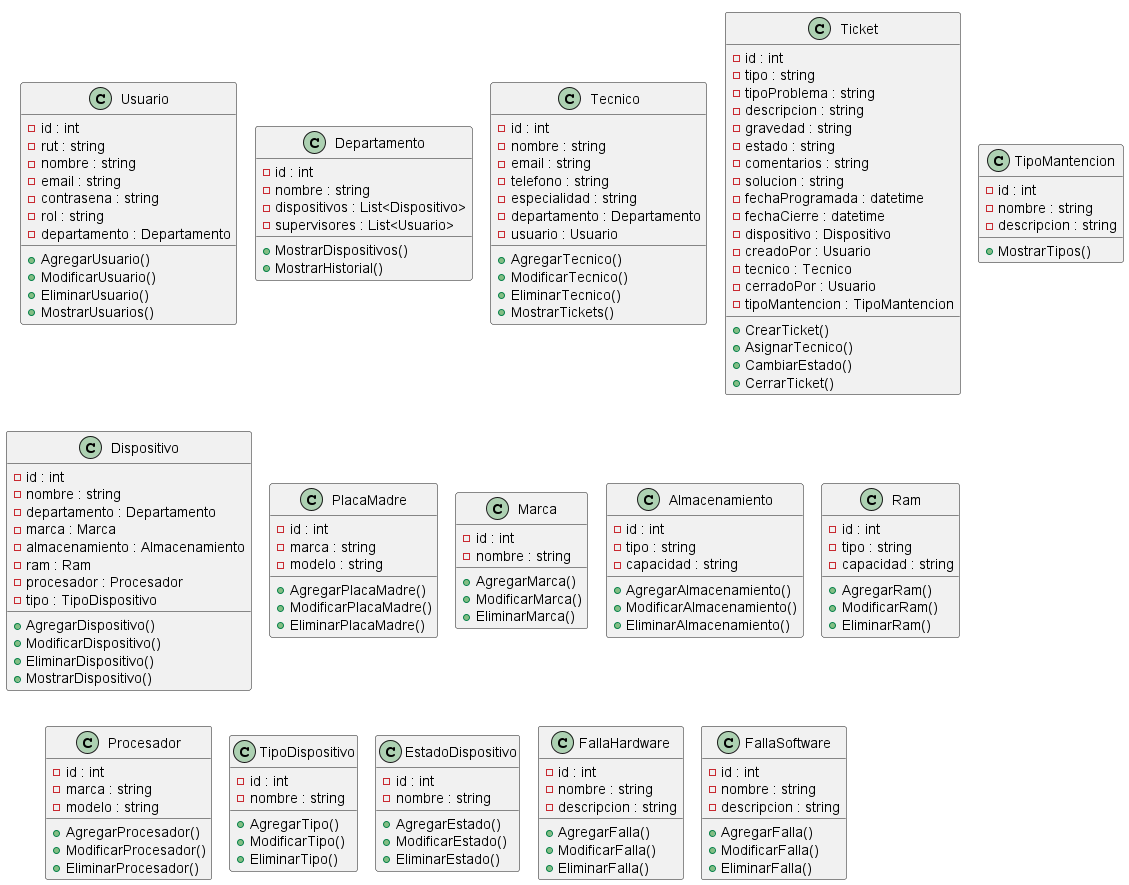 C Usuario
id : int
rut : string
nombre : string
email : string
contrasena : string
rol : string
departamento : Departamento
AgregarUsuario()
ModificarUsuario()
EliminarUsuario()
MostrarUsuarios()
C Departamento
id : int
nombre : string
dispositivos : List<Dispositivo>
supervisores : List<Usuario>
MostrarDispositivos()
MostrarHistorial()
C Tecnico
id : int
nombre : string
email : string
telefono : string
especialidad : string
departamento : Departamento
usuario : Usuario
AgregarTecnico()
ModificarTecnico()
EliminarTecnico()
MostrarTickets()
C Ticket
id : int
tipo : string
tipoProblema : string
descripcion : string
gravedad : string
estado : string
comentarios : string
solucion : string
fechaProgramada : datetime
fechaCierre : datetime
dispositivo : Dispositivo
creadoPor : Usuario
tecnico : Tecnico
cerradoPor : Usuario
tipoMantencion : TipoMantencion
CrearTicket()
AsignarTecnico()
CambiarEstado()
CerrarTicket()
C TipoMantencion
id : int
nombre : string
descripcion : string
MostrarTipos()
C Dispositivo
id : int
nombre : string
departamento : Departamento
marca : Marca
almacenamiento : Almacenamiento
ram : Ram
procesador : Procesador
tipo : TipoDispositivo
AgregarDispositivo()
ModificarDispositivo()
EliminarDispositivo()
MostrarDispositivo()
C PlacaMadre
id : int
marca : string
modelo : string
AgregarPlacaMadre()
ModificarPlacaMadre()
EliminarPlacaMadre()
C Marca
id : int
nombre : string
AgregarMarca()
ModificarMarca()
EliminarMarca()
C Almacenamiento
id : int
tipo : string
capacidad : string
AgregarAlmacenamiento()
ModificarAlmacenamiento()
EliminarAlmacenamiento()
C Ram
id : int
tipo : string
capacidad : string
AgregarRam()
ModificarRam()
EliminarRam()
C Procesador
id : int
marca : string
modelo : string
AgregarProcesador()
ModificarProcesador()
EliminarProcesador()
C TipoDispositivo
id : int
nombre : string
AgregarTipo()
ModificarTipo()
EliminarTipo()
C EstadoDispositivo
id : int
nombre : string
AgregarEstado()
ModificarEstado()
EliminarEstado()
C FallaHardware
id : int
nombre : string
descripcion : string
AgregarFalla()
ModificarFalla()
EliminarFalla()
C FallaSoftware
id : int
nombre : string
descripcion : string
AgregarFalla()
ModificarFalla()
EliminarFalla()